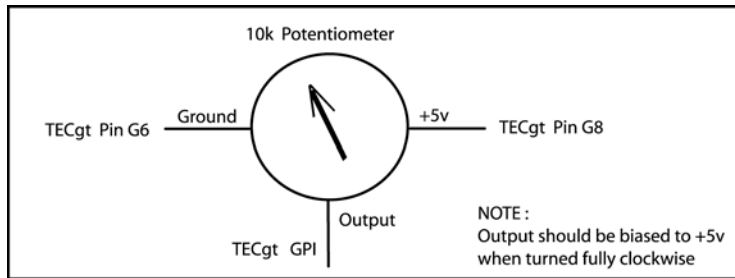 10k Potentiometer
Ground
+5v
TECgt Pin G6
TECgt Pin G8
Output
TECgt GPI
NOTE :
Output should be biased to +5v
when turned fully clockwise